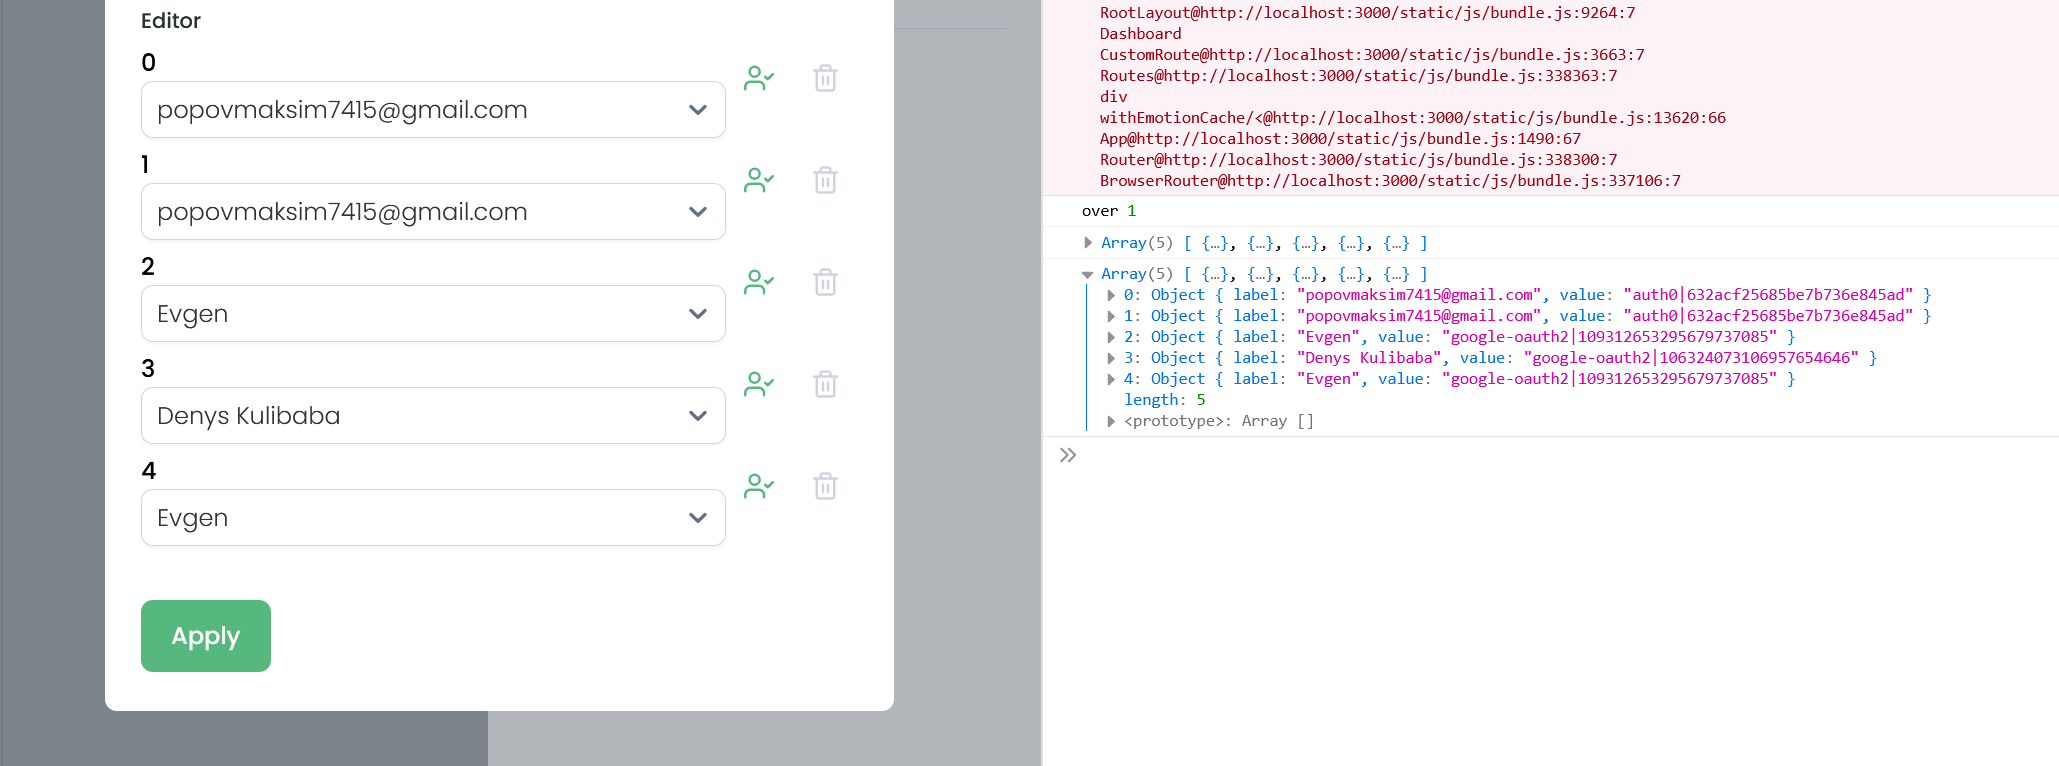 Editor
0
popovmaksim7415@gmail.com
1
popovmaksim7415@gmail.com
2
Evgen
3
Denys Kulibaba
4
Evgen
Apply
RootLayout@http://localhost:3000/static/js/bundle.js:9264:7
Dashboard
CustomRoute@http://localhost:3000/static/js/bundle.js:3663:7
Routes@http://localhost:3000/static/js/bundle.js:338363:7
div
withEmotionCache/<@http://localhost:3000/static/js/bundle.js:13620:66
App@http://localhost:3000/static/js/bundle.js:1490:67
Router@http://localhost:3000/static/js/bundle.js:338300:7
BrowserRouter@http://localhost:3000/static/js/bundle.js:337106:7
over 1
Array(5) [ {…}, {…}, {…}, {…}, {…} ]
Array(5) [ {…}, {…}, {…}, {…}, {…} ]
0: Object { label: "popovmaksim7415@gmail.com", value: "auth0|632acf25685be7b736e845ad" }
1: Object { label: "popovmaksim7415@gmail.com", value: "auth0|632acf25685be7b736e845ad" }
2: Object { label: "Evgen", value: "google-oauth2|109312653295679737085" }
3: Object { label: "Denys Kulibaba", value: "google-oauth2|106324073106957654646" }
4: Object { label: "Evgen", value: "google-oauth2|109312653295679737085" }
length: 5
<prototype>: Array []